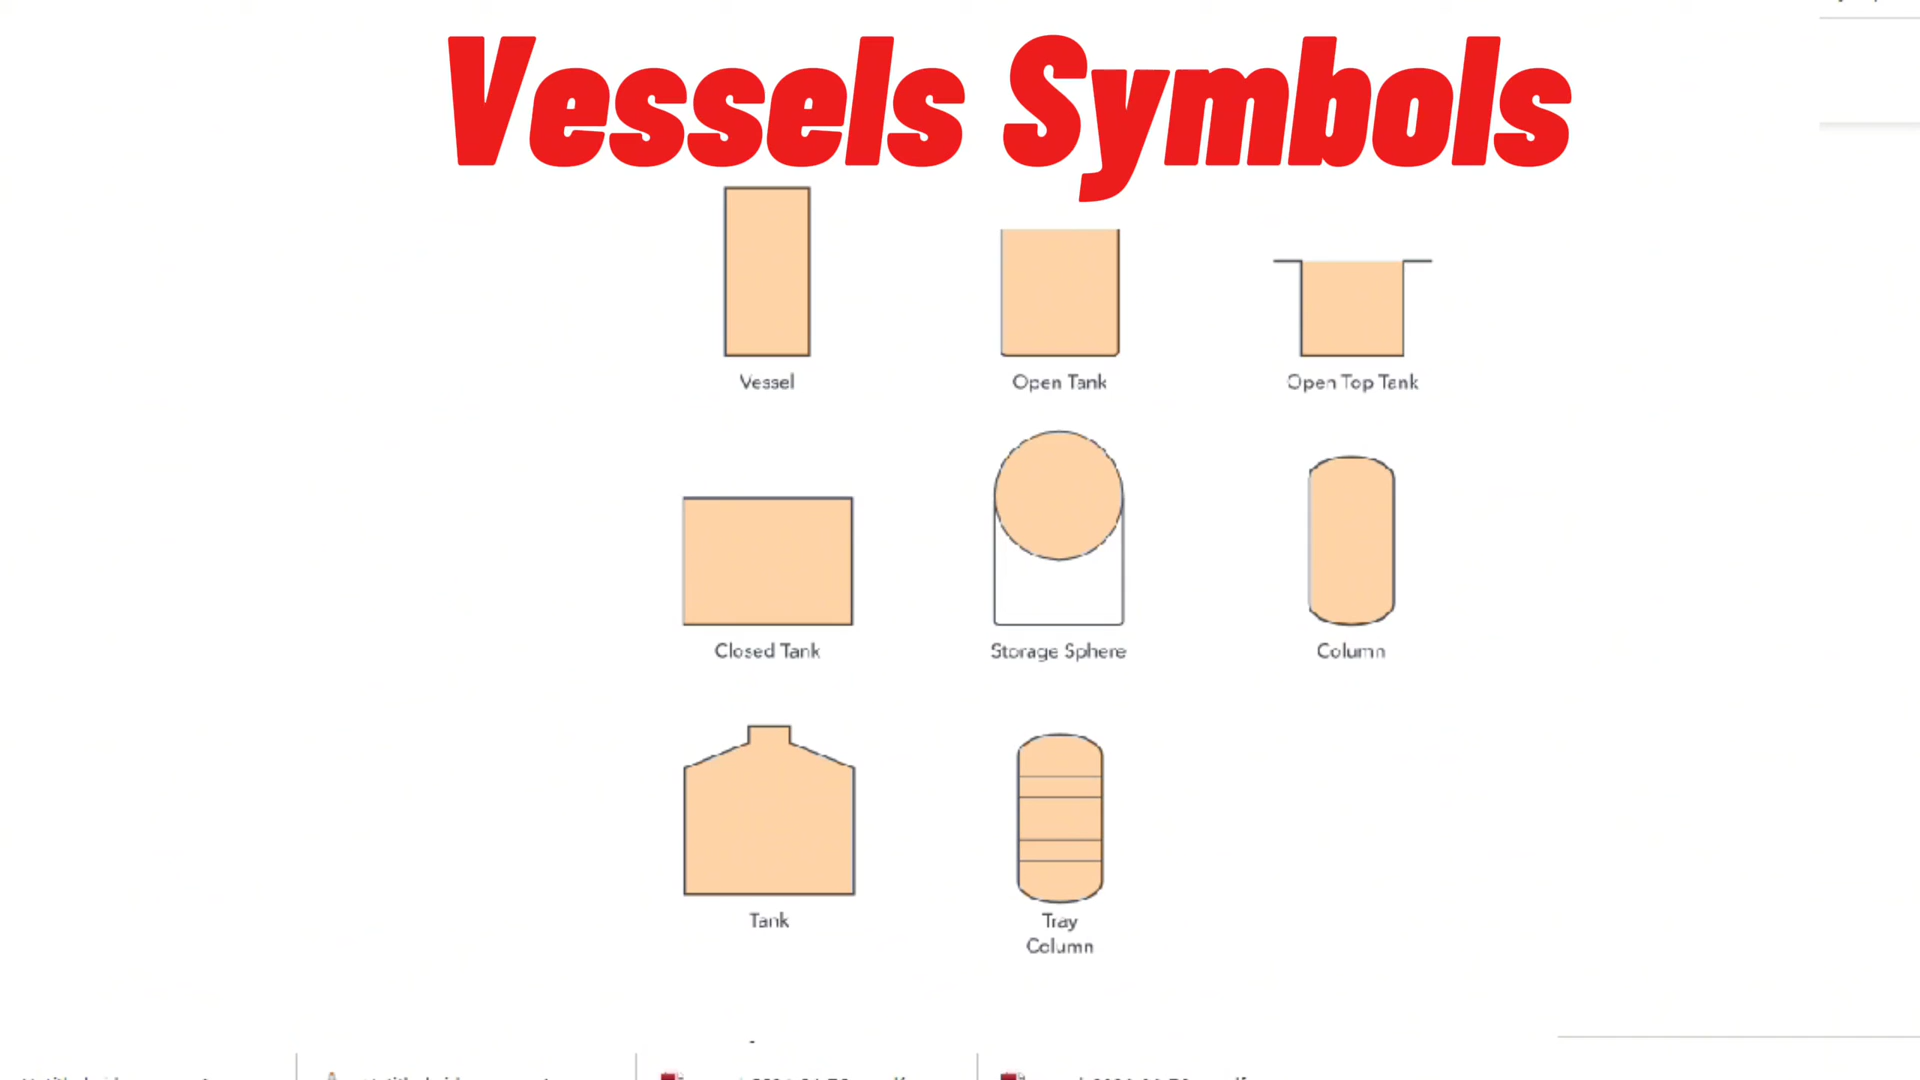 Vessels Symbols
Vessel
Open Tank
Open Top Tank
Closed Tank
Storage Sphere
Column
Tank
Tray
Column